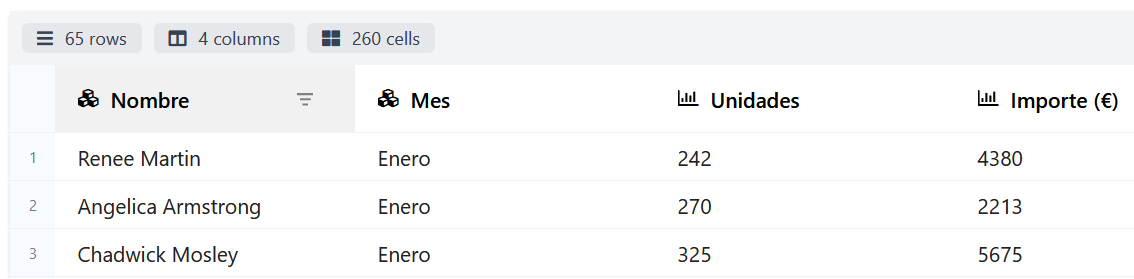 65 rows 4 columns 260 cells
Nombre Mes Unidades Importe (€)
1 Renee Martin Enero 242 4380
2 Angelica Armstrong Enero 270 2213
3 Chadwick Mosley Enero 325 5675